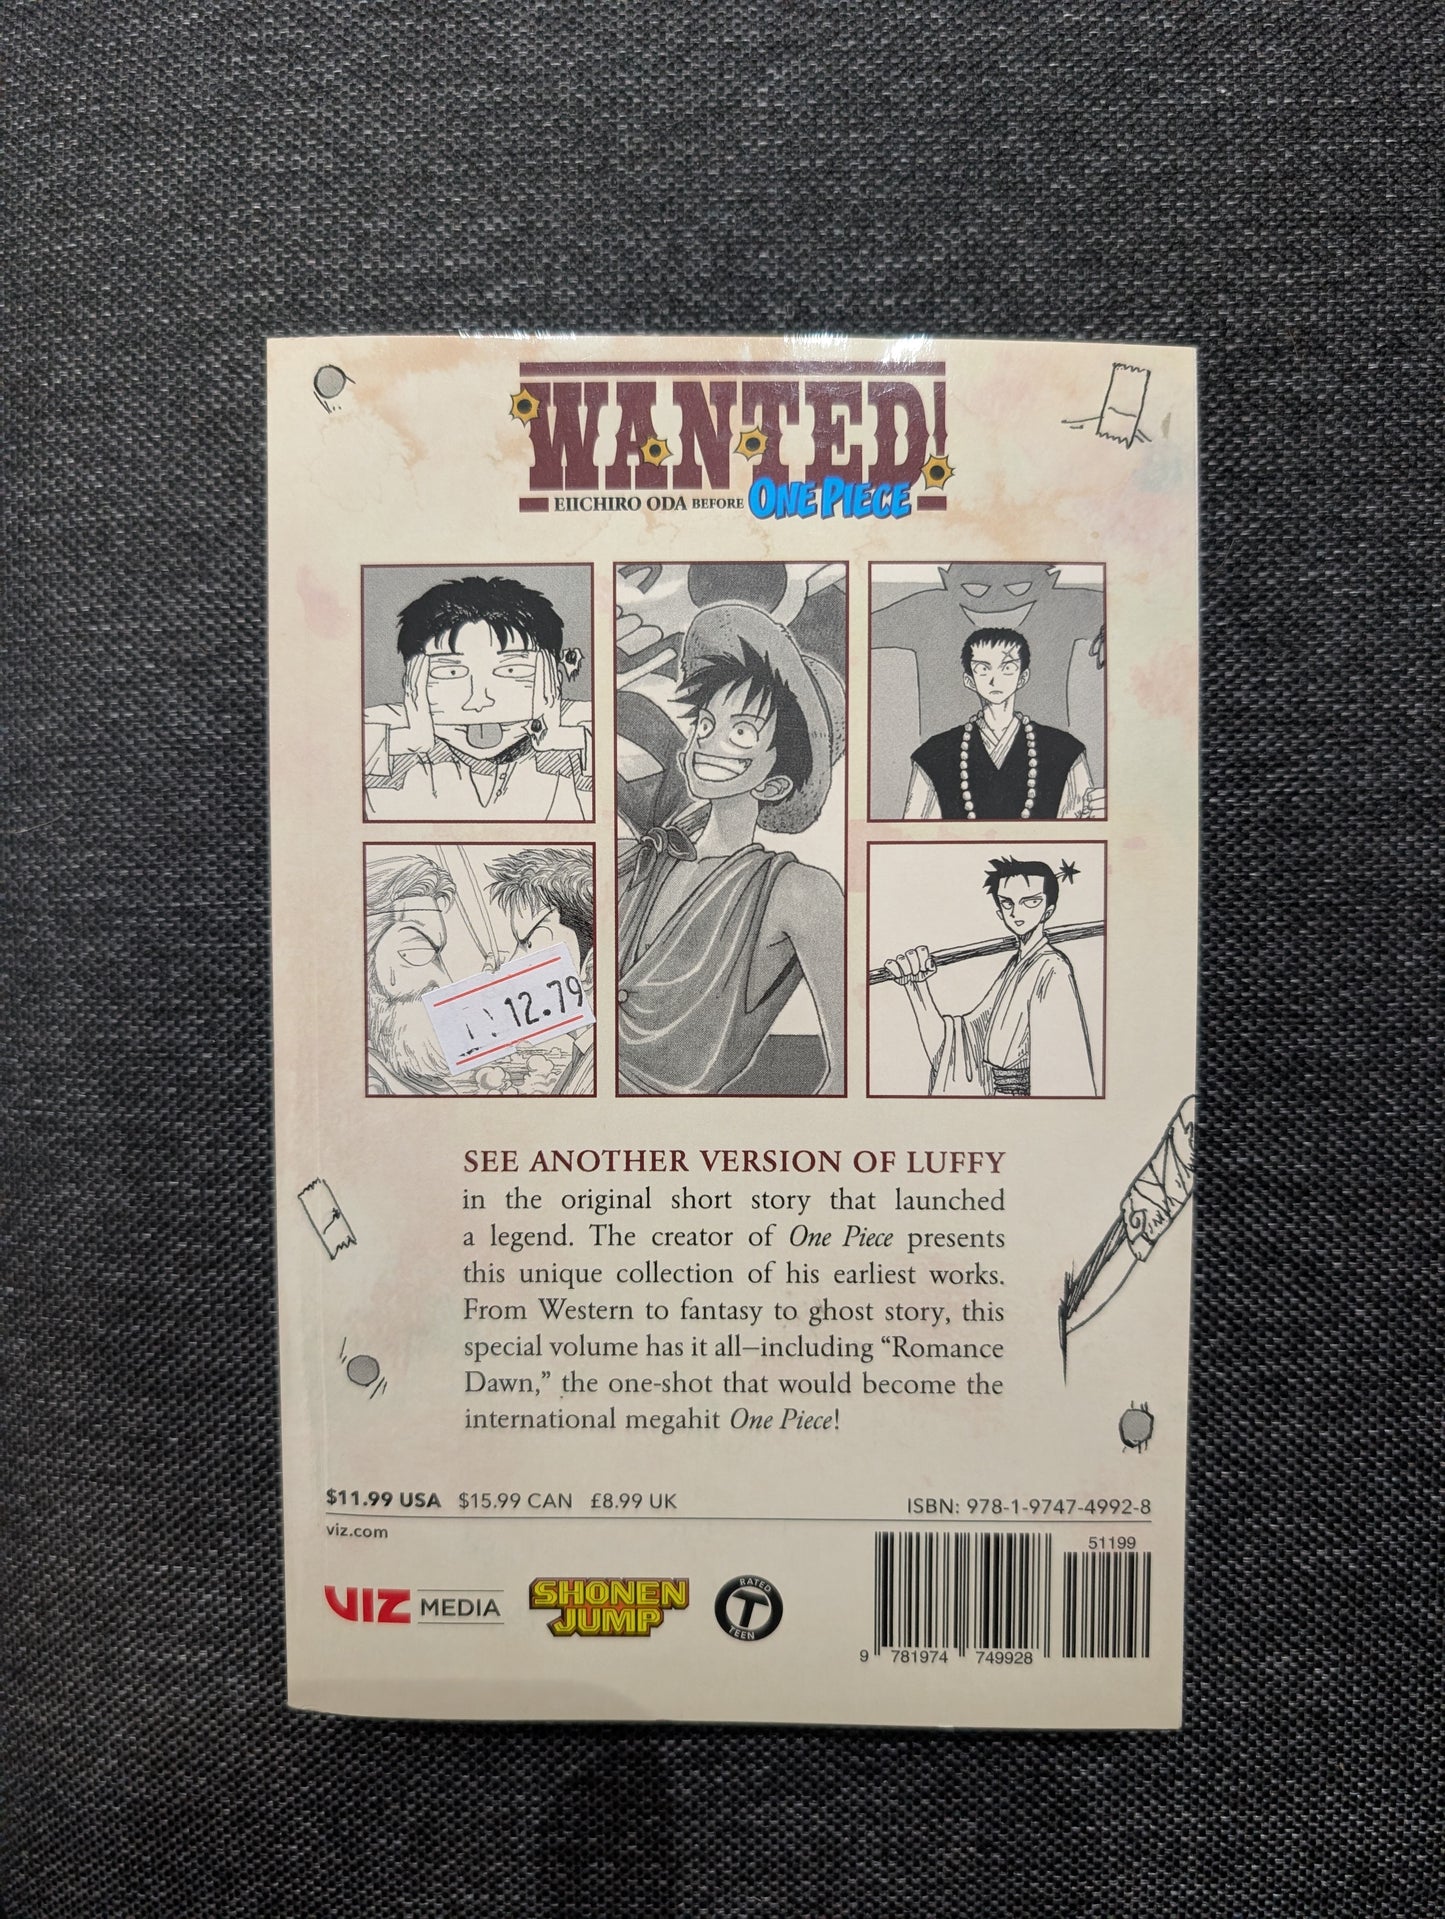 WANTED!
EIICHIRO ODA BEFORE ONE PIECE
12.79
SEE ANOTHER VERSION OF LUFFY
in the original short story that launched
a legend. The creator of One Piece presents
this unique collection of his earliest works.
From Western to fantasy to ghost story, this
special volume has it all—including “Romance
Dawn,” the one-shot that would become the
international megahit One Piece!
$11.99 USA $15.99 CAN £8.99 UK
ISBN: 978-1-9747-4992-8
viz.com
51199
VIZ MEDIA
SHONEN
JUMP
RATED
T
TEEN
9 781974 749928